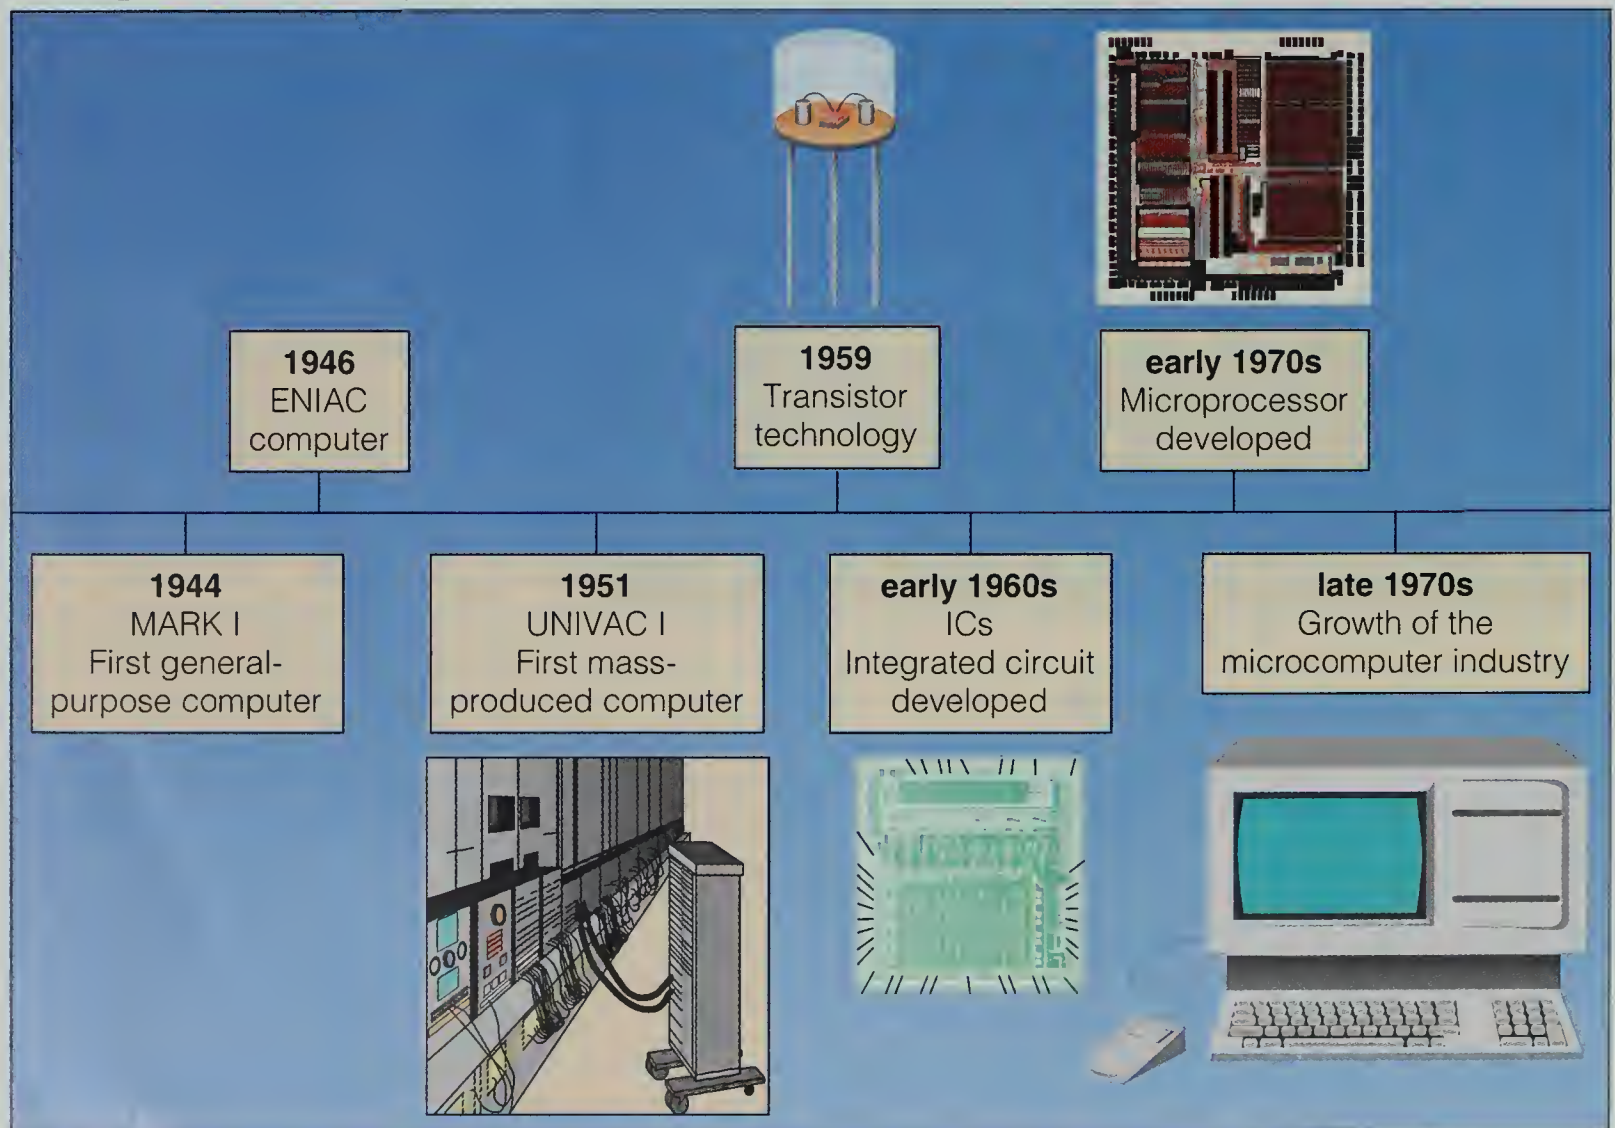 1946
ENIAC
computer
1959
Transistor
technology
early 1970s
Microprocessor
developed
1944
MARK I
First general-
purpose computer
1951
UNIVAC I
First mass-
produced computer
early 1960s
ICs
Integrated circuit
developed
late 1970s
Growth of the
microcomputer industry